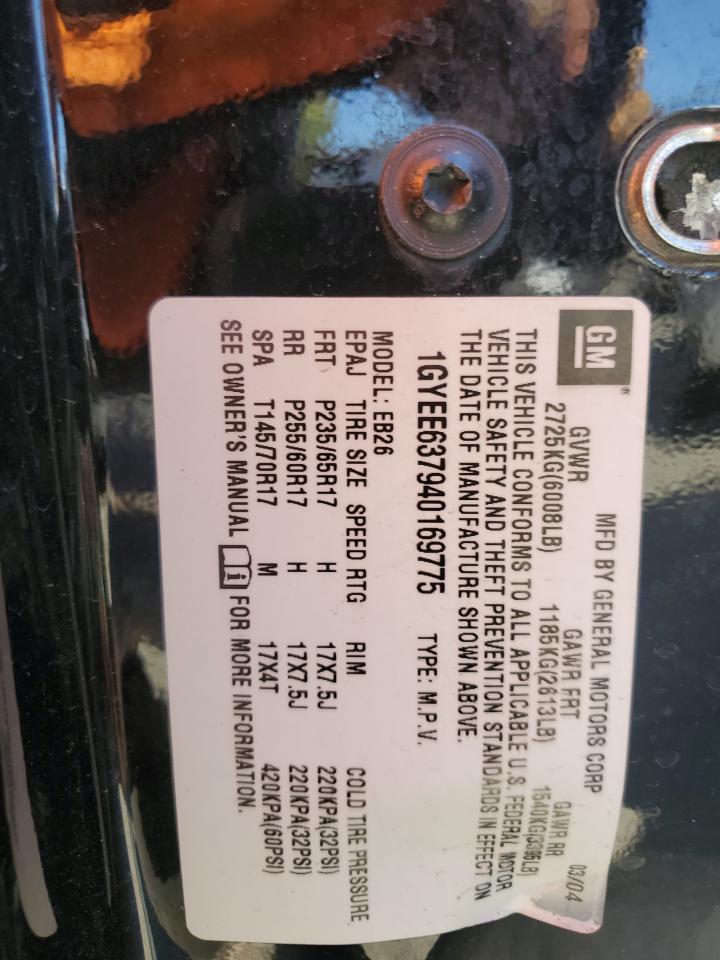 GM
MFD BY GENERAL MOTORS CORP 03/04
GVWR GAWR FRT GAWR RR
2725KG(6008LB) 1185KG(2613LB) 1540KG(3395LB)
THIS VEHICLE CONFORMS TO ALL APPLICABLE U.S. FEDERAL MOTOR
VEHICLE SAFETY AND THEFT PREVENTION STANDARDS IN EFFECT ON
THE DATE OF MANUFACTURE SHOWN ABOVE.
1GYEE637940169775 TYPE: M.P.V.
MODEL: EB26
EPAJ TIRE SIZE SPEED RTG RIM COLD TIRE PRESSURE
FRT P235/65R17 H 17X7.5J 220KPA(32PSI)
RR P255/60R17 H 17X7.5J 220KPA(32PSI)
SPA T145/70R17 M 17X4T 420KPA(60PSI)
SEE OWNER'S MANUAL i FOR MORE INFORMATION.